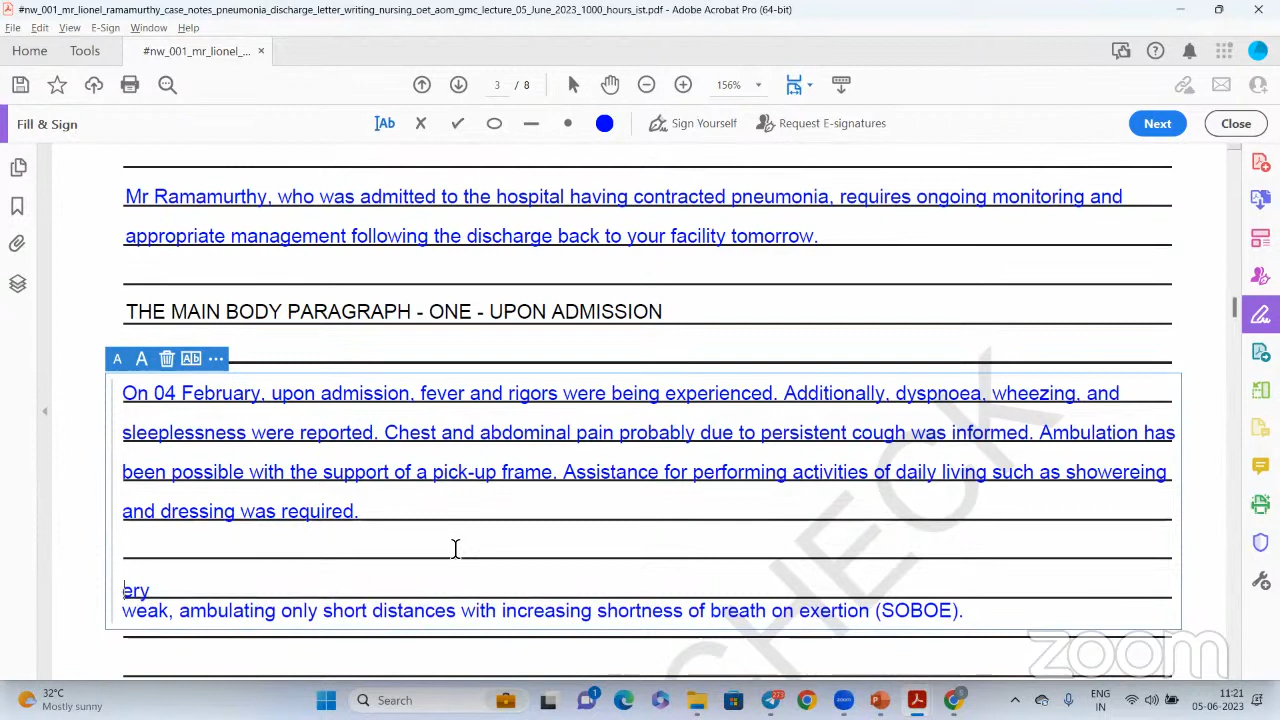 #nw_001_mr_lionel_ramamurthy_case_notes_pneumonia_discharge_letter_writing_nursing_oet_aom_gmc_lecture_05_june_2023_1000_hours_ist.pdf - Adobe Acrobat Pro (64-bit)
File Edit View E-Sign Window Help
Home Tools #nw_001_mr_lionel_... ×
3 / 8 156%
Fill & Sign Ab Sign Yourself Request E-signatures Next Close
Mr Ramamurthy, who was admitted to the hospital having contracted pneumonia, requires ongoing monitoring and
appropriate management following the discharge back to your facility tomorrow.
THE MAIN BODY PARAGRAPH - ONE - UPON ADMISSION
A A Ab ...
On 04 February, upon admission, fever and rigors were being experienced. Additionally, dyspnoea, wheezing, and
sleeplessness were reported. Chest and abdominal pain probably due to persistent cough was informed. Ambulation has
been possible with the support of a pick-up frame. Assistance for performing activities of daily living such as showereing
and dressing was required.
ery
weak, ambulating only short distances with increasing shortness of breath on exertion (SOBOE).
CHECK
zoom
32°C
Mostly sunny
Search
1
273
zoom
9
ENG
IN
11:21
05-06-2023